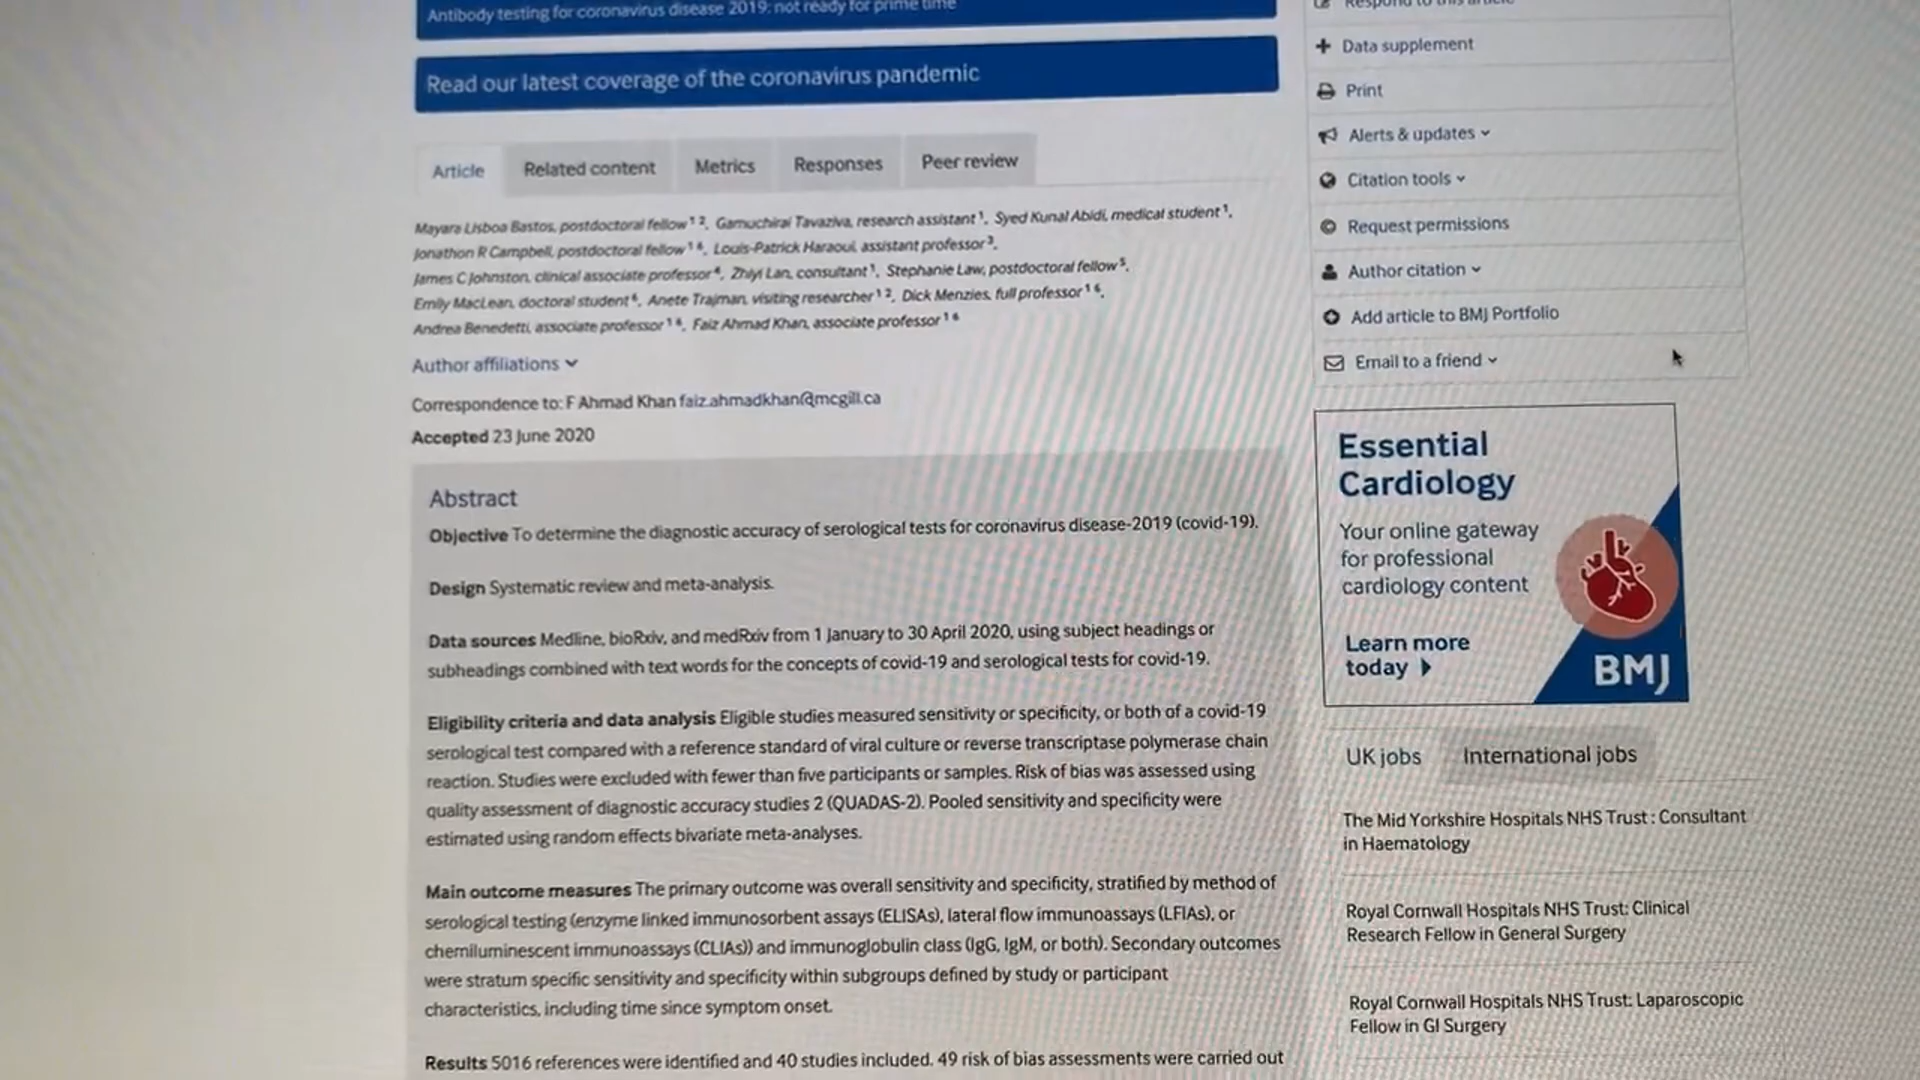 Antibody testing for coronavirus disease 2019: not ready for prime time
Read our latest coverage of the coronavirus pandemic
Article Related content Metrics Responses Peer review
Mayara Lisboa Bastos, postdoctoral fellow 1 2, Gamuchirai Tavaziva, research assistant 1, Syed Kunal Abidi, medical student 1,
Jonathon R Campbell, postdoctoral fellow 1 6, Louis-Patrick Haraoui, assistant professor 3,
James C Johnston, clinical associate professor 4, Zhiyi Lan, consultant 1, Stephanie Law, postdoctoral fellow 5,
Emily MacLean, doctoral student 6, Anete Trajman, visiting researcher 1 2, Dick Menzies, full professor 1 6,
Andrea Benedetti, associate professor 1 6, Faiz Ahmad Khan, associate professor 1 6
Author affiliations
Correspondence to: F Ahmad Khan faiz.ahmadkhan@mcgill.ca
Accepted 23 June 2020
Abstract
Objective To determine the diagnostic accuracy of serological tests for coronavirus disease-2019 (covid-19).
Design Systematic review and meta-analysis.
Data sources Medline, bioRxiv, and medRxiv from 1 January to 30 April 2020, using subject headings or
subheadings combined with text words for the concepts of covid-19 and serological tests for covid-19.
Eligibility criteria and data analysis Eligible studies measured sensitivity or specificity, or both of a covid-19
serological test compared with a reference standard of viral culture or reverse transcriptase polymerase chain
reaction. Studies were excluded with fewer than five participants or samples. Risk of bias was assessed using
quality assessment of diagnostic accuracy studies 2 (QUADAS-2). Pooled sensitivity and specificity were
estimated using random effects bivariate meta-analyses.
Main outcome measures The primary outcome was overall sensitivity and specificity, stratified by method of
serological testing (enzyme linked immunosorbent assays (ELISAs), lateral flow immunoassays (LFIAs), or
chemiluminescent immunoassays (CLIAs)) and immunoglobulin class (IgG, IgM, or both). Secondary outcomes
were stratum specific sensitivity and specificity within subgroups defined by study or participant
characteristics, including time since symptom onset.
Results 5016 references were identified and 40 studies included. 49 risk of bias assessments were carried out
Respond to this article
Data supplement
Print
Alerts & updates
Citation tools
Request permissions
Author citation
Add article to BMJ Portfolio
Email to a friend
Essential
Cardiology
Your online gateway
for professional
cardiology content
Learn more
today
BMJ
UK jobs International jobs
The Mid Yorkshire Hospitals NHS Trust : Consultant
in Haematology
Royal Cornwall Hospitals NHS Trust: Clinical
Research Fellow in General Surgery
Royal Cornwall Hospitals NHS Trust: Laparoscopic
Fellow in GI Surgery